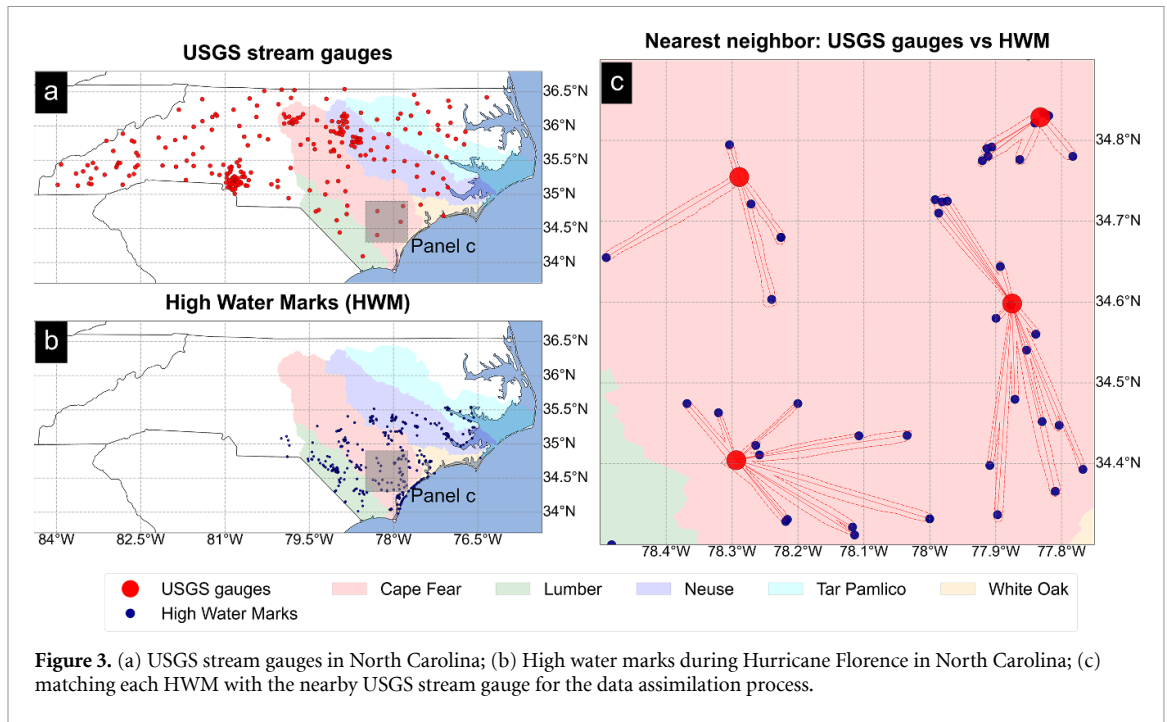 USGS stream gauges
a
36.5°N
36°N
35.5°N
35°N
34.5°N
34°N
Panel c
High Water Marks (HWM)
b
36.5°N
36°N
35.5°N
35°N
34.5°N
34°N
Panel c
84°W 82.5°W 81°W 79.5°W 78°W 76.5°W
Nearest neighbor: USGS gauges vs HWM
c
34.8°N
34.7°N
34.6°N
34.5°N
34.4°N
78.4°W 78.3°W 78.2°W 78.1°W 78°W 77.9°W 77.8°W
USGS gauges Cape Fear Lumber Neuse Tar Pamlico White Oak
High Water Marks
Figure 3. (a) USGS stream gauges in North Carolina; (b) High water marks during Hurricane Florence in North Carolina; (c)
matching each HWM with the nearby USGS stream gauge for the data assimilation process.